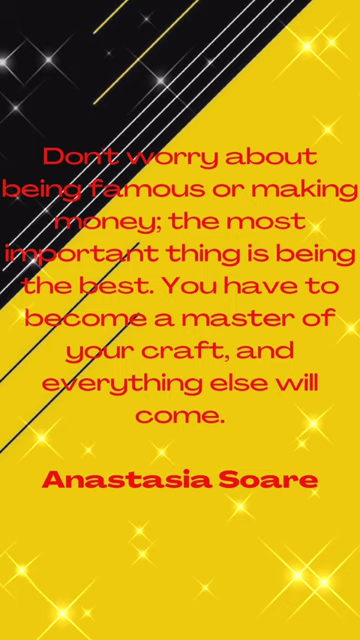 Don't worry about
being famous or making
money; the most
important thing is being
the best. You have to
become a master of
your craft, and
everything else will
come.
Anastasia Soare